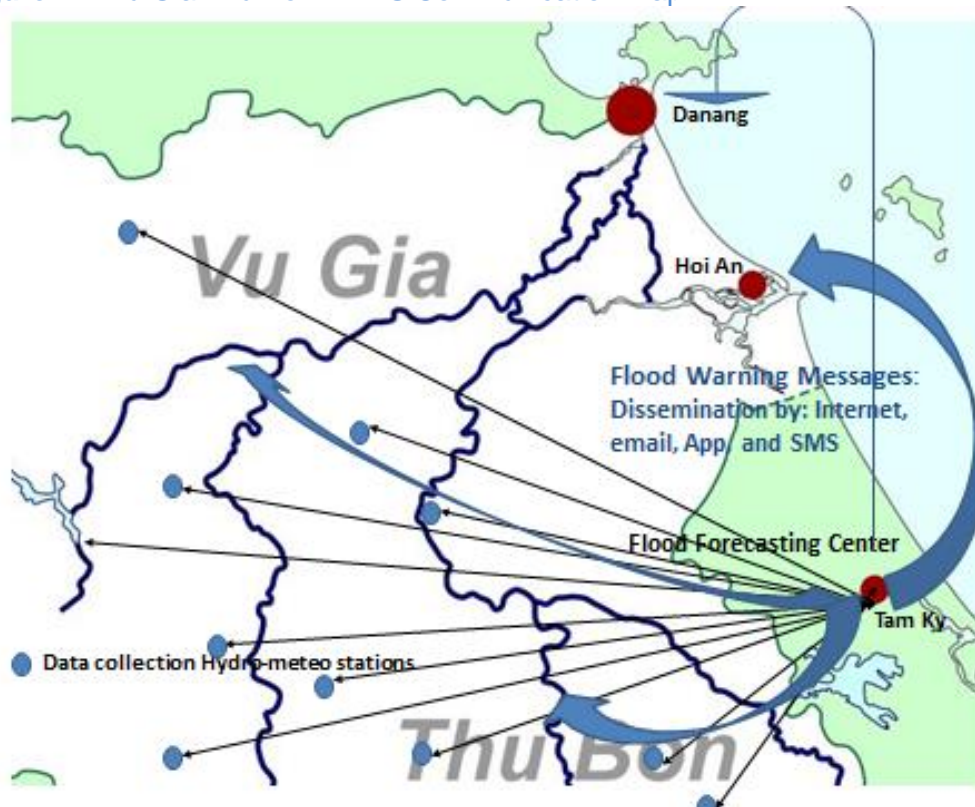 Danang
Vu Gia
Hoi An
Flood Warning Messages:
Dissemination by: Internet,
email, App, and SMS
Flood Forecasting Center
Tam Ky
Data collection Hydro-meteo stations
Thu Bon